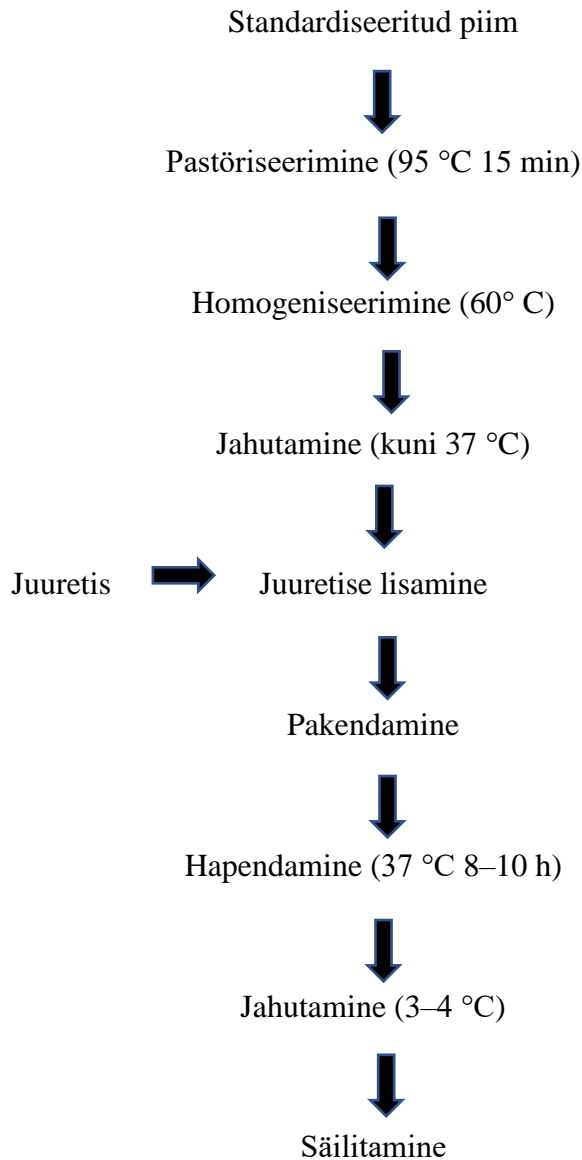 Standardiseeritud piim
Pastöriseerimine (95 °C 15 min)
Homogeniseerimine (60° C)
Jahutamine (kuni 37 °C)
Juuretis
Juuretise lisamine
Pakendamine
Hapendamine (37 °C 8–10 h)
Jahutamine (3–4 °C)
Säilitamine